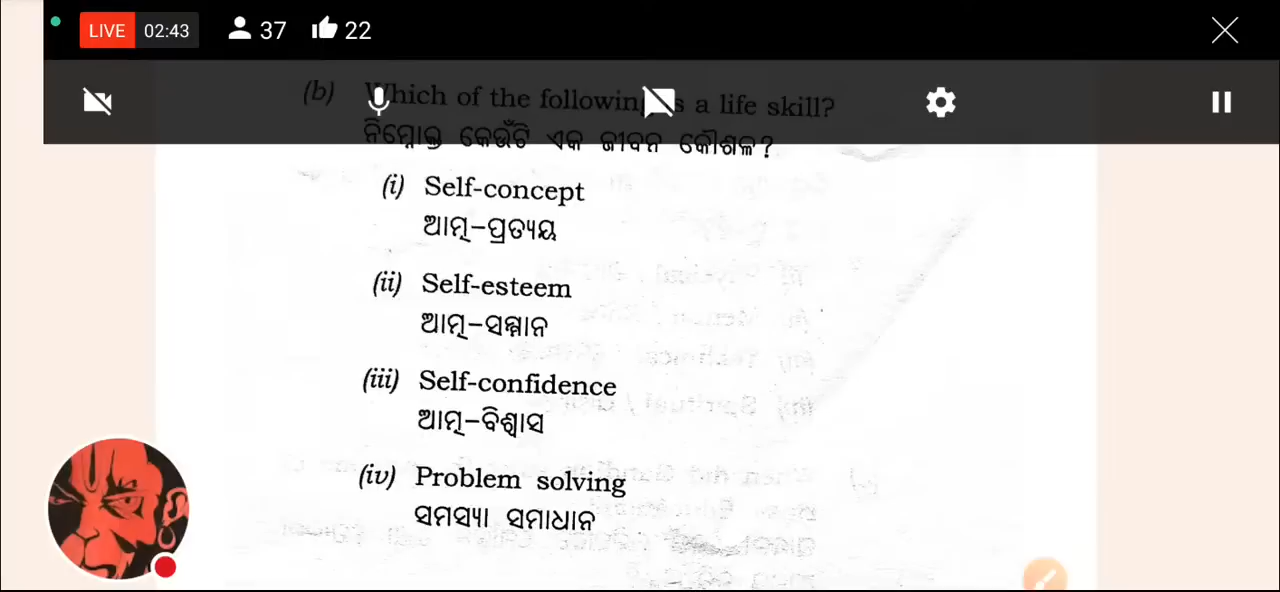 LIVE 02:43 37 22
(b) Which of the following is a life skill?
ନିମ୍ନୋକ୍ତ କେଉଁଟି ଏକ ଜୀବନ କୌଶଳ?
(i) Self-concept
ଆତ୍ମ-ପ୍ରତ୍ୟୟ
(ii) Self-esteem
ଆତ୍ମ-ସମ୍ମାନ
(iii) Self-confidence
ଆତ୍ମ-ବିଶ୍ୱାସ
(iv) Problem solving
ସମସ୍ୟା ସମାଧାନ